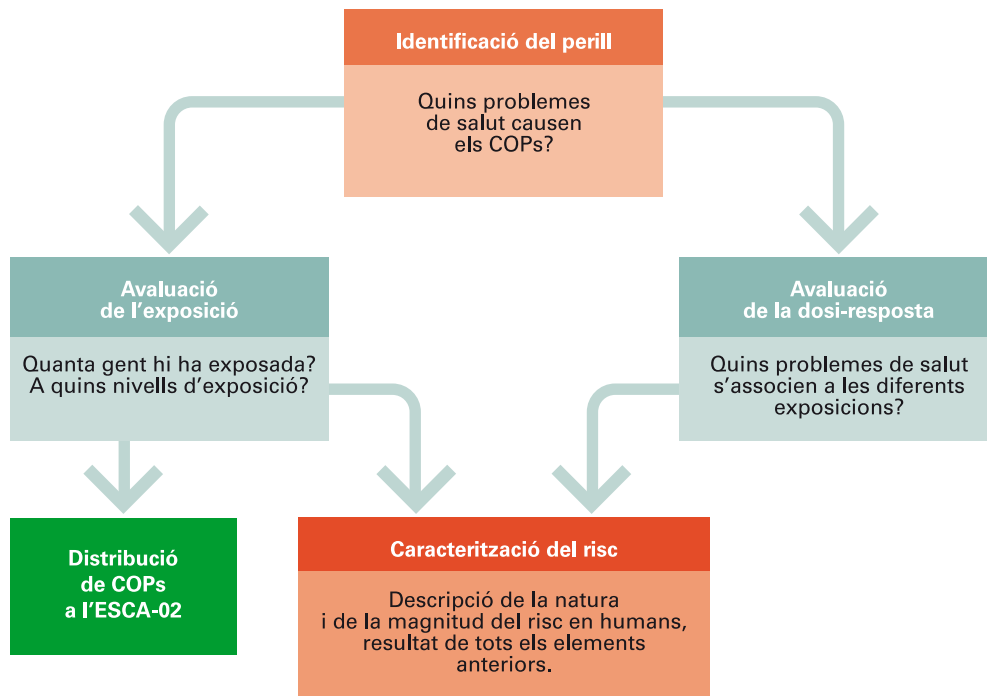 Identificació del perill
Quins problemes
de salut causen
els COPs?
Avaluació
de l'exposició
Quanta gent hi ha exposada?
A quins nivells d'exposició?
Avaluació
de la dosi-resposta
Quins problemes de salut
s'associen a les diferents
exposicions?
Distribució
de COPs
a l'ESCA-02
Caracterització del risc
Descripció de la natura
i de la magnitud del risc en humans,
resultat de tots els elements
anteriors.